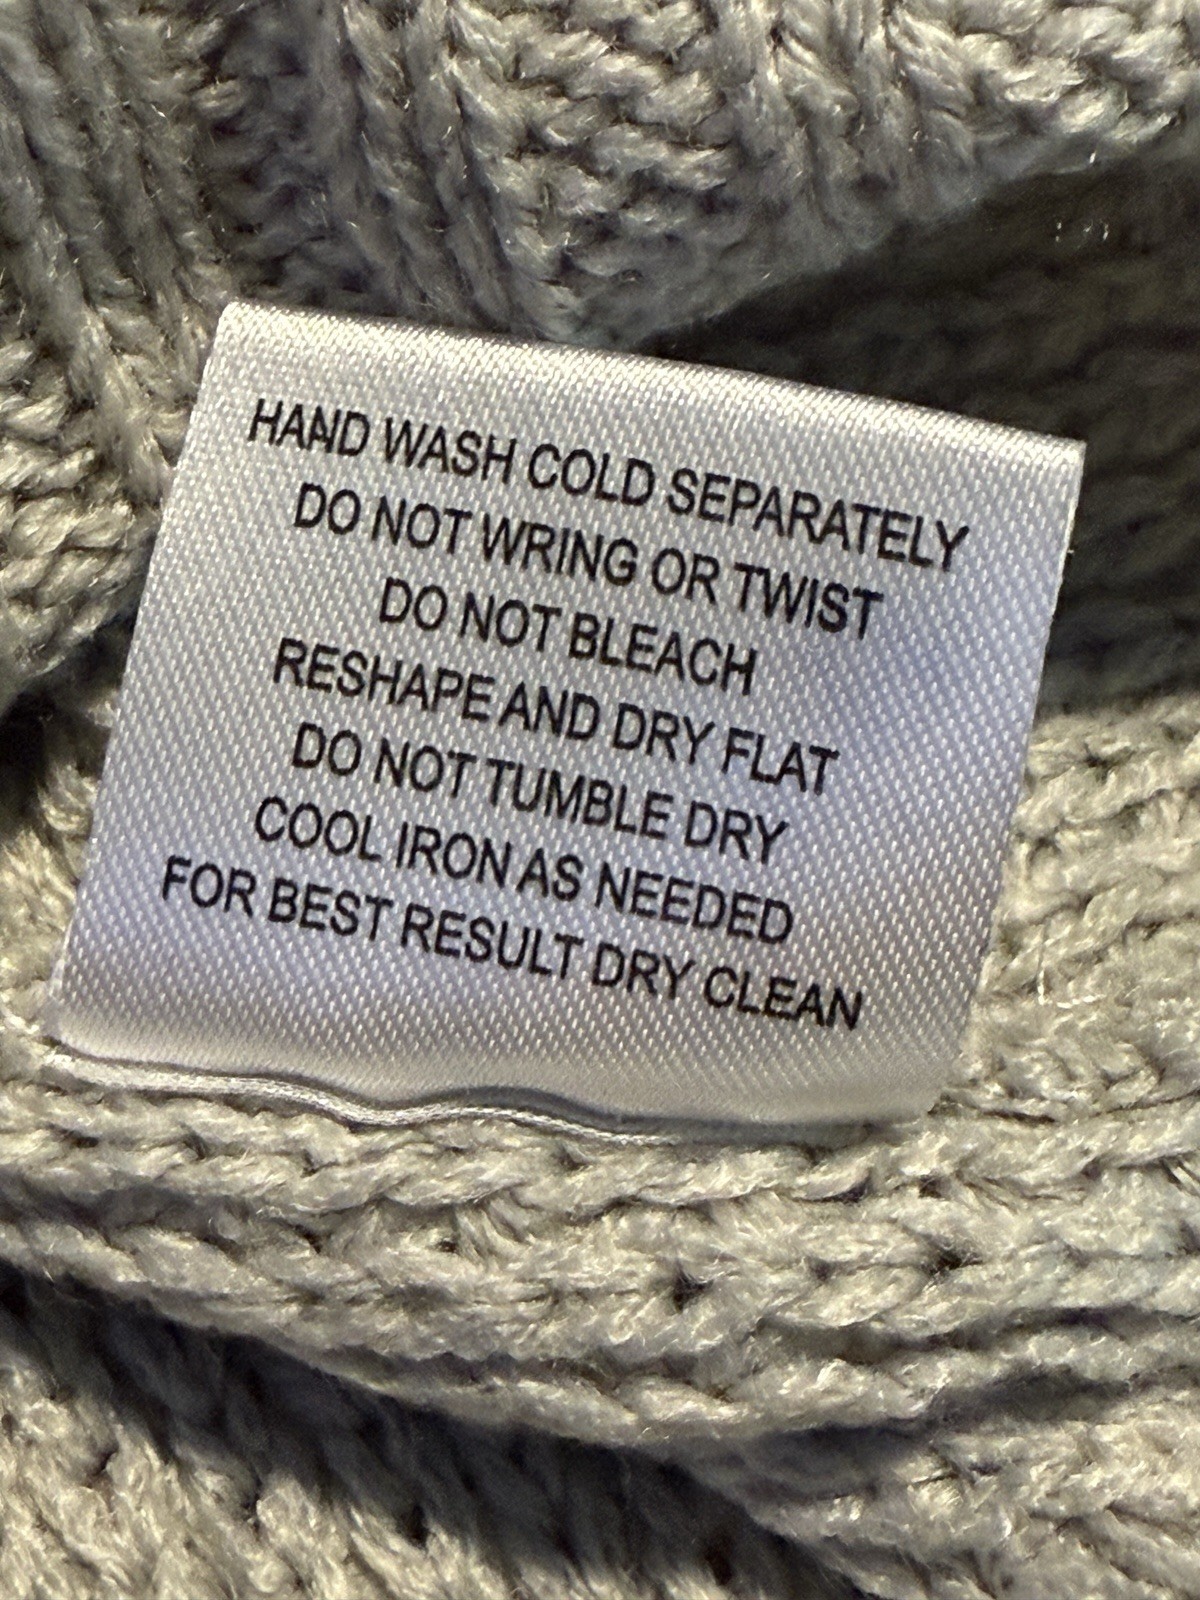 HAND WASH COLD SEPARATELY
DO NOT WRING OR TWIST
DO NOT BLEACH
RESHAPE AND DRY FLAT
DO NOT TUMBLE DRY
COOL IRON AS NEEDED
FOR BEST RESULT DRY CLEAN